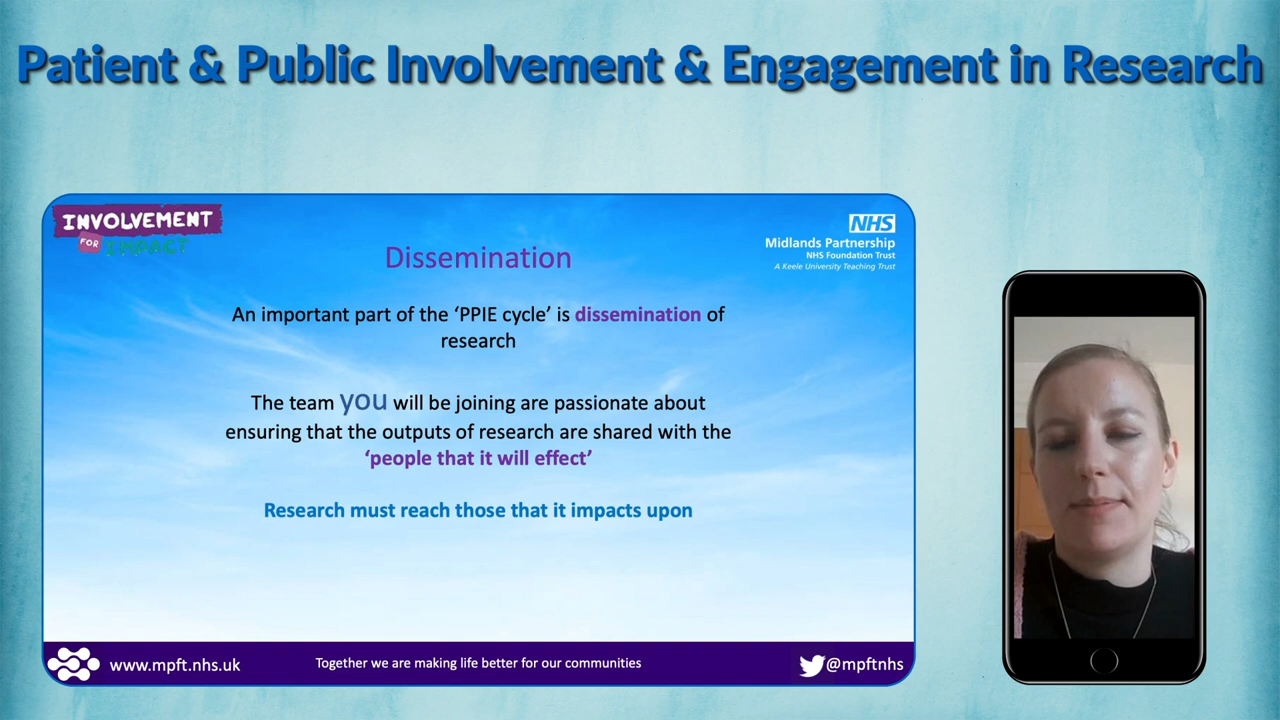 Patient & Public Involvement & Engagement in Research
INVOLVEMENT
FOR IMPACT
NHS
Midlands Partnership
NHS Foundation Trust
A Keele University Teaching Trust
Dissemination
An important part of the ‘PPIE cycle’ is dissemination of
research
The team you will be joining are passionate about
ensuring that the outputs of research are shared with the
‘people that it will effect’
Research must reach those that it impacts upon
www.mpft.nhs.uk
Together we are making life better for our communities
@mpftnhs